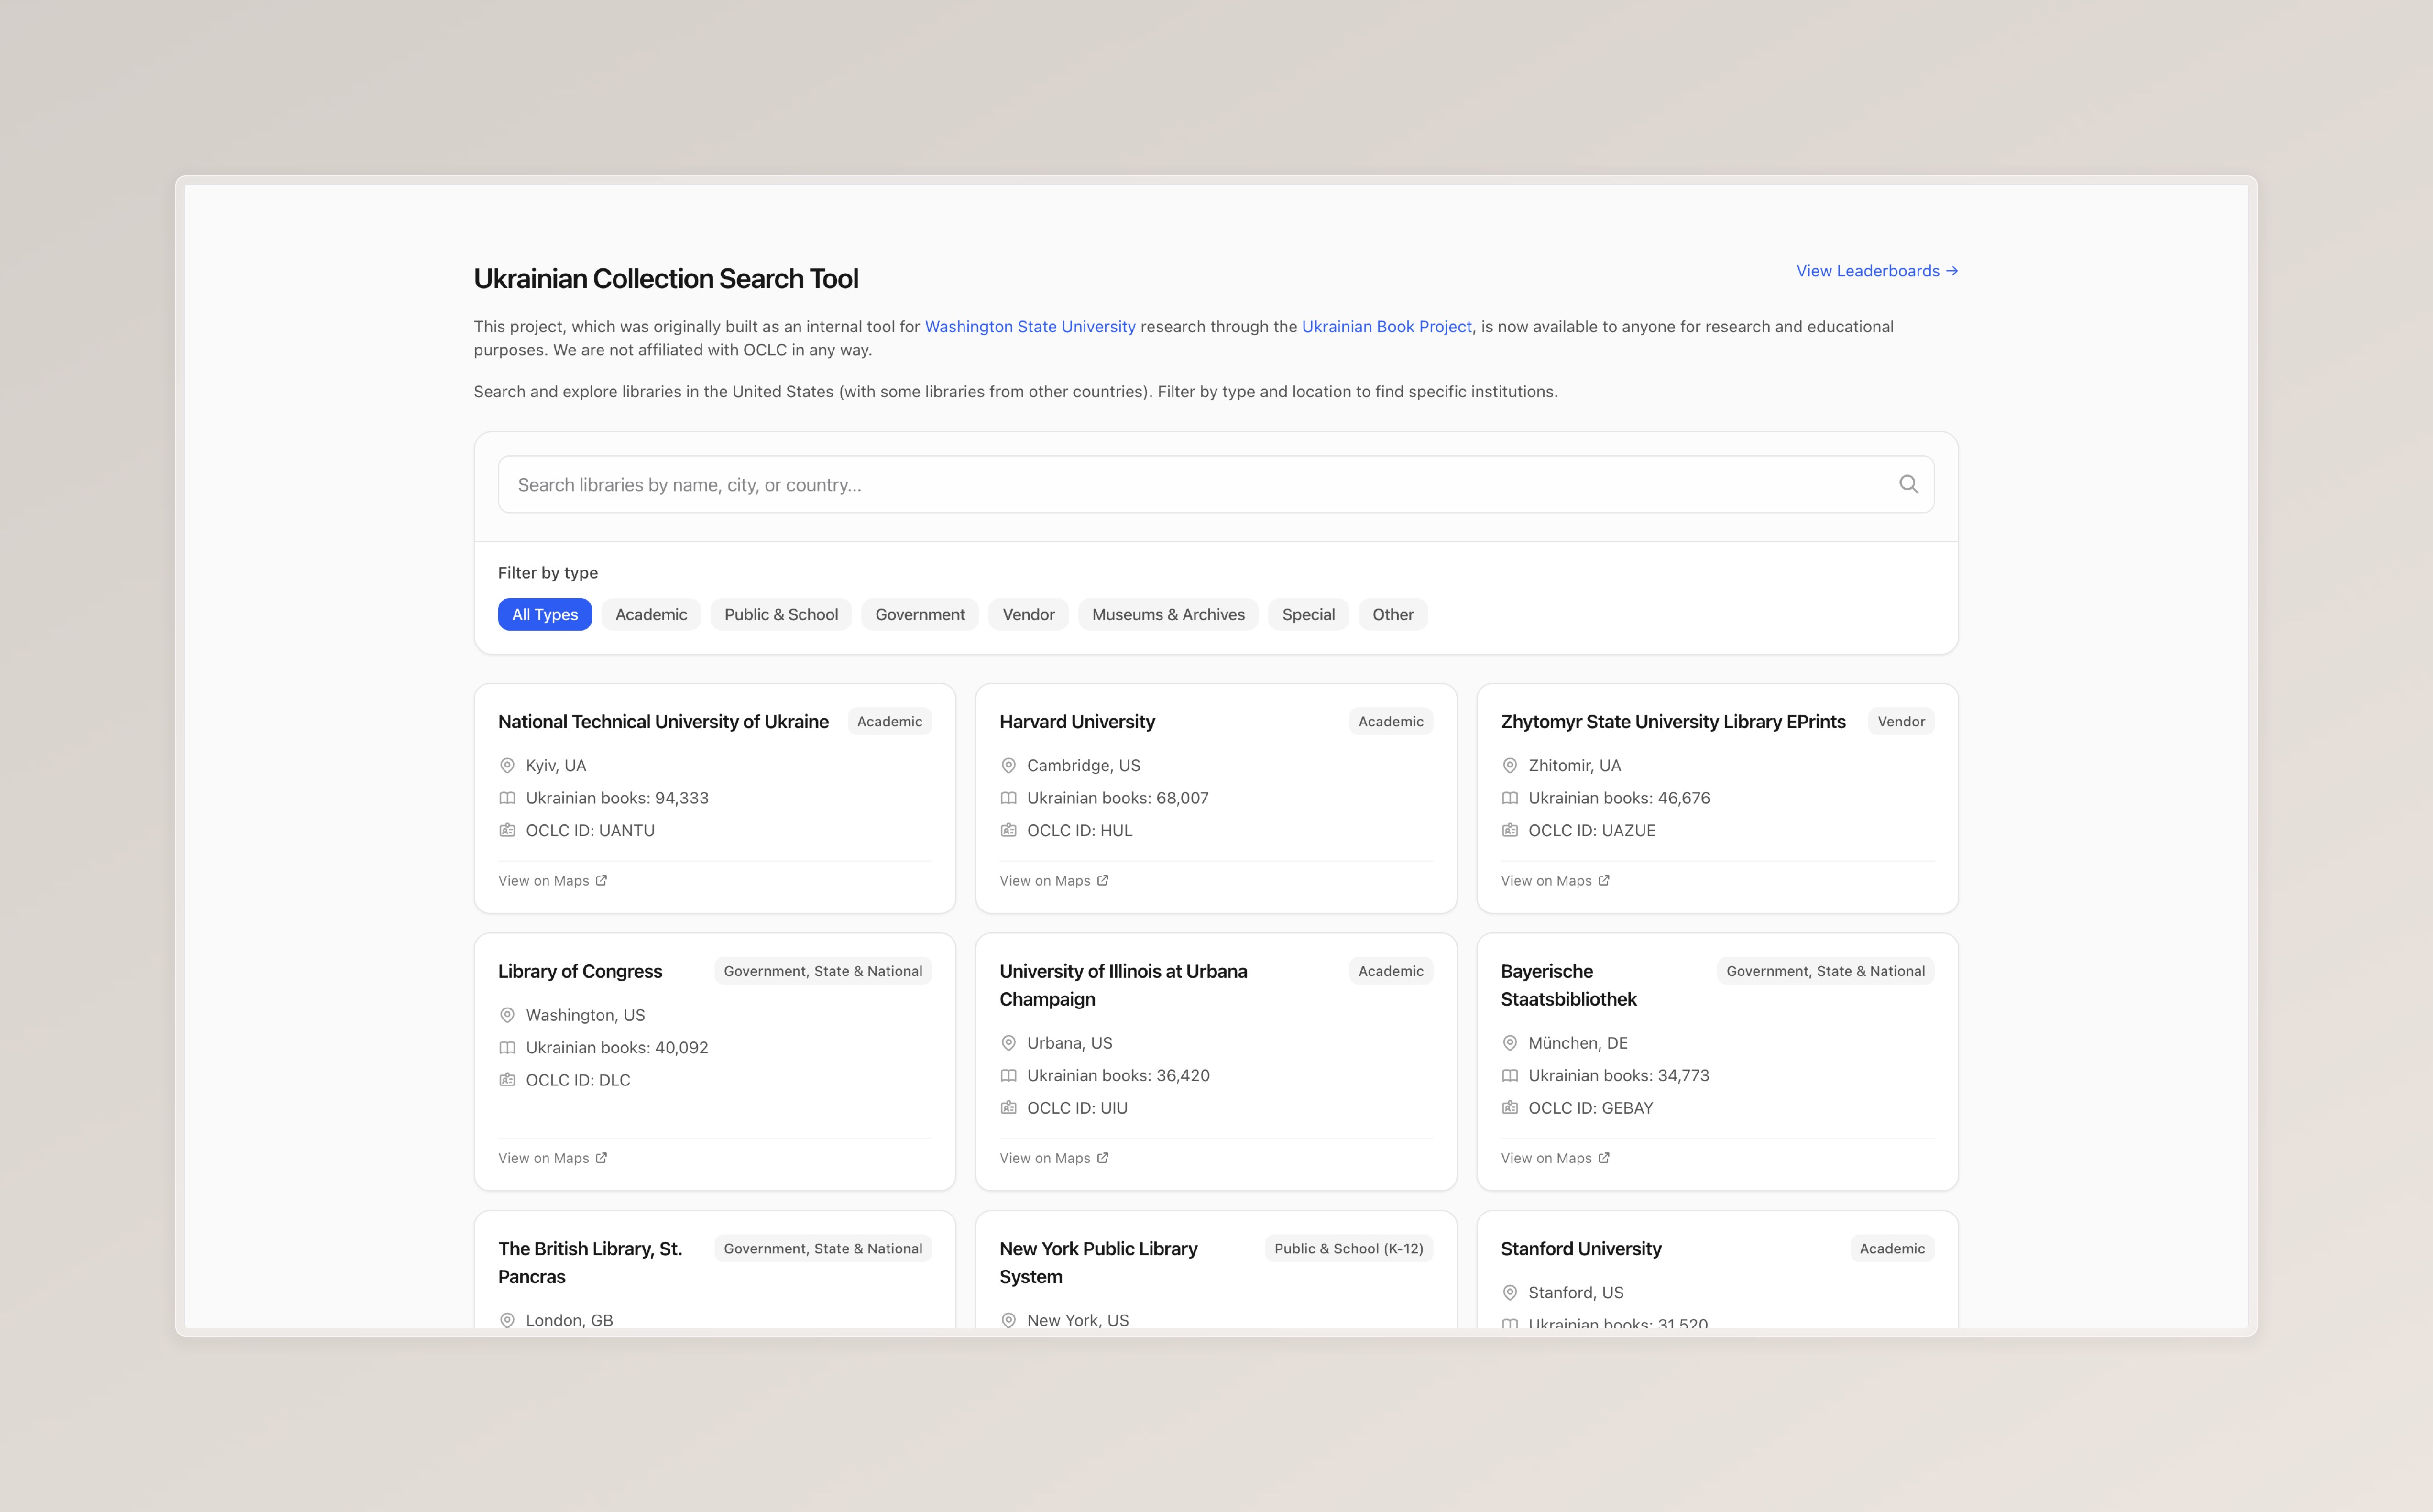 Ukrainian Collection Search Tool
View Leaderboards →
This project, which was originally built as an internal tool for Washington State University research through the Ukrainian Book Project, is now available to anyone for research and educational
purposes. We are not affiliated with OCLC in any way.
Search and explore libraries in the United States (with some libraries from other countries). Filter by type and location to find specific institutions.
Search libraries by name, city, or country...
Filter by type
All Types
Academic
Public & School
Government
Vendor
Museums & Archives
Special
Other
National Technical University of Ukraine
Academic
Kyiv, UA
Ukrainian books: 94,333
OCLC ID: UANTU
View on Maps
Harvard University
Academic
Cambridge, US
Ukrainian books: 68,007
OCLC ID: HUL
View on Maps
Zhytomyr State University Library EPrints
Vendor
Zhitomir, UA
Ukrainian books: 46,676
OCLC ID: UAZUE
View on Maps
Library of Congress
Government, State & National
Washington, US
Ukrainian books: 40,092
OCLC ID: DLC
View on Maps
University of Illinois at Urbana
Champaign
Academic
Urbana, US
Ukrainian books: 36,420
OCLC ID: UIU
View on Maps
Bayerische
Staatsbibliothek
Government, State & National
München, DE
Ukrainian books: 34,773
OCLC ID: GEBAY
View on Maps
The British Library, St.
Pancras
Government, State & National
London, GB
New York Public Library
System
Public & School (K-12)
New York, US
Stanford University
Academic
Stanford, US
Ukrainian books: 31,520